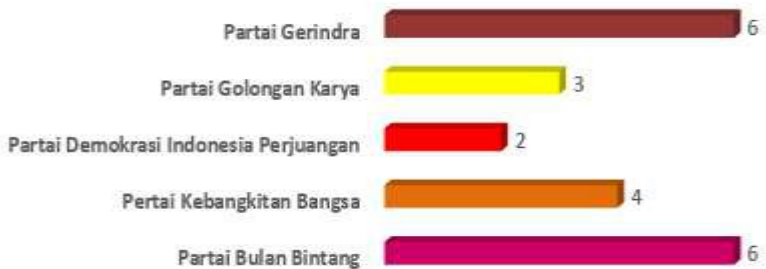 Partai Gerindra 6
Partai Golongan Karya 3
Partai Demokrasi Indonesia Perjuangan 2
Pertai Kebangkitan Bangsa 4
Partai Bulan Bintang 6